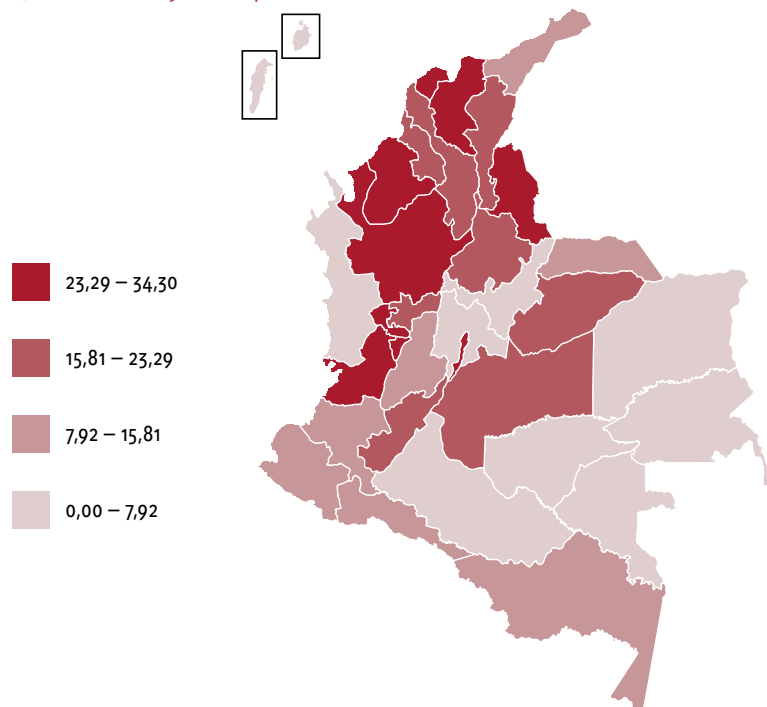 23,29 – 34,30
15,81 – 23,29
7,92 – 15,81
0,00 – 7,92